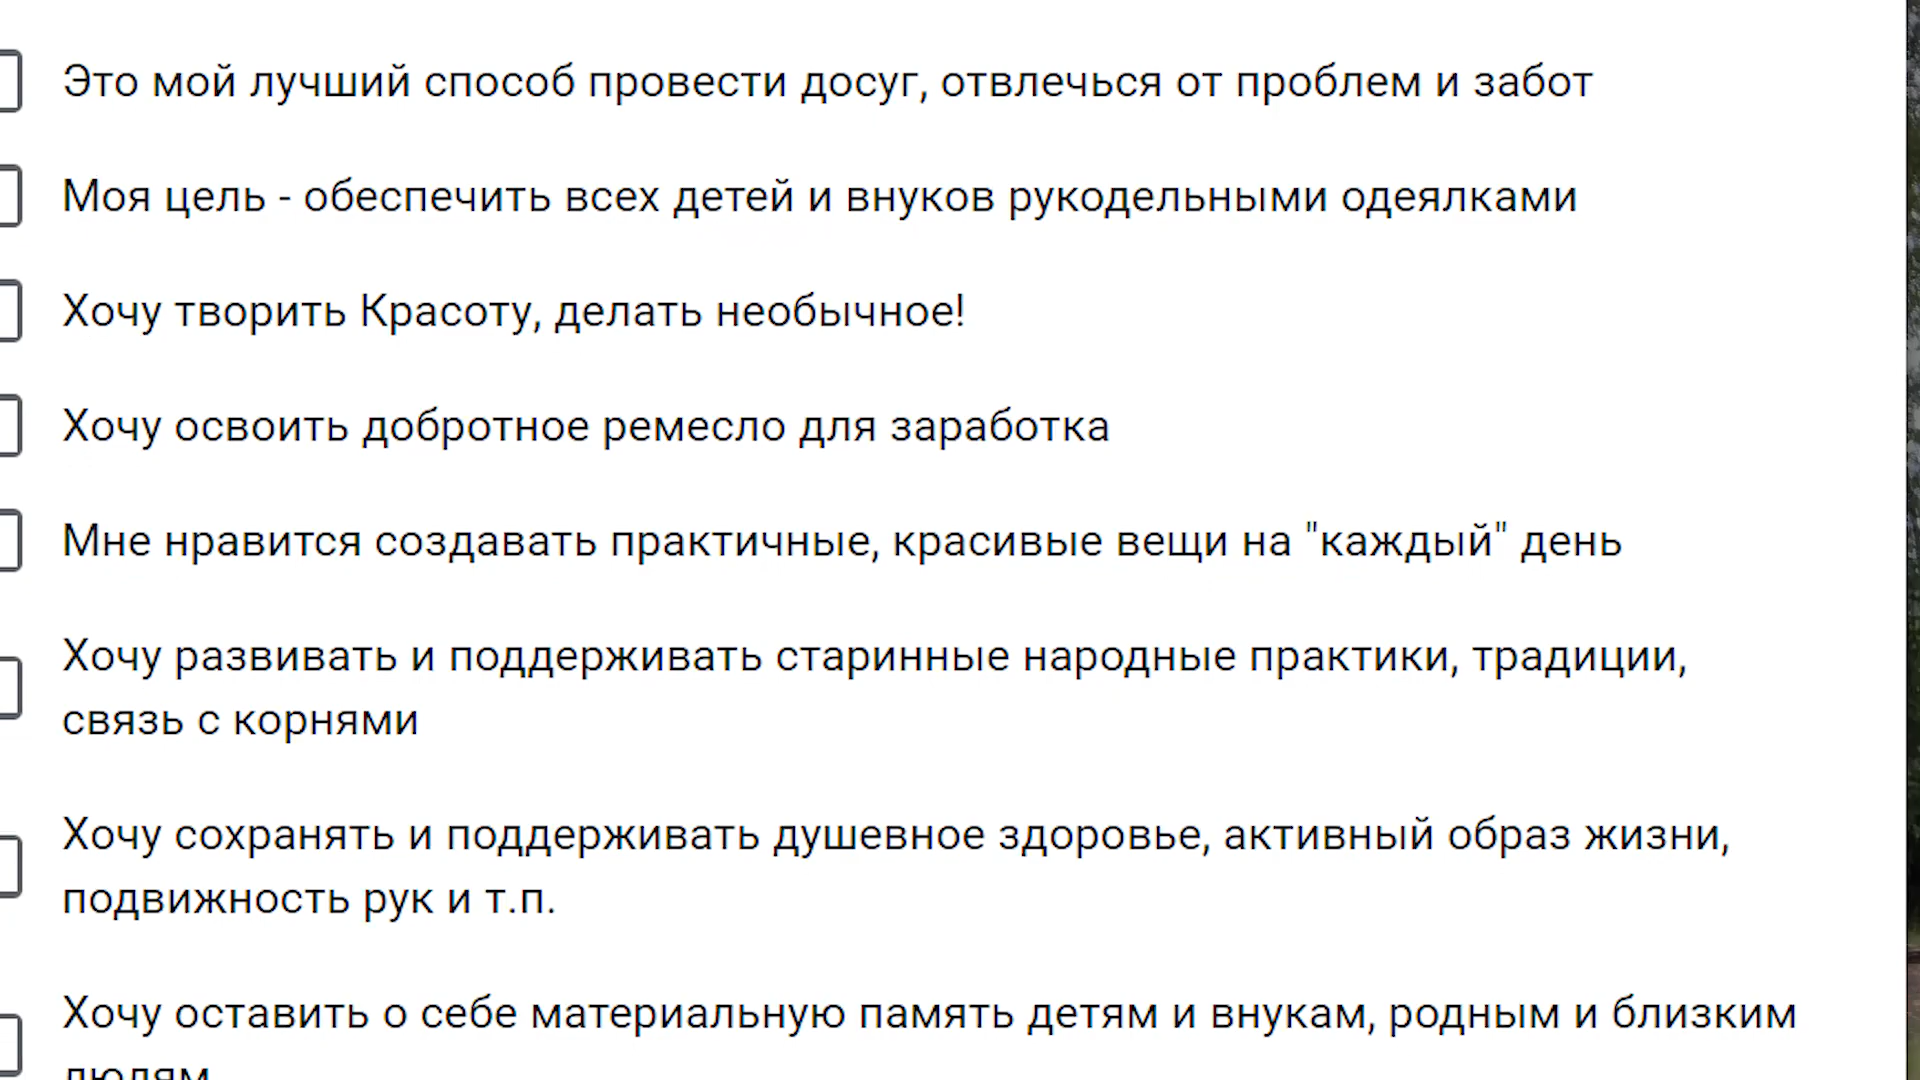 Это мой лучший способ провести досуг, отвлечься от проблем и забот
Моя цель - обеспечить всех детей и внуков рукодельными одеялками
Хочу творить Красоту, делать необычное!
Хочу освоить добротное ремесло для заработка
Мне нравится создавать практичные, красивые вещи на "каждый" день
Хочу развивать и поддерживать старинные народные практики, традиции,
связь с корнями
Хочу сохранять и поддерживать душевное здоровье, активный образ жизни,
подвижность рук и т.п.
Хочу оставить о себе материальную память детям и внукам, родным и близким
людям